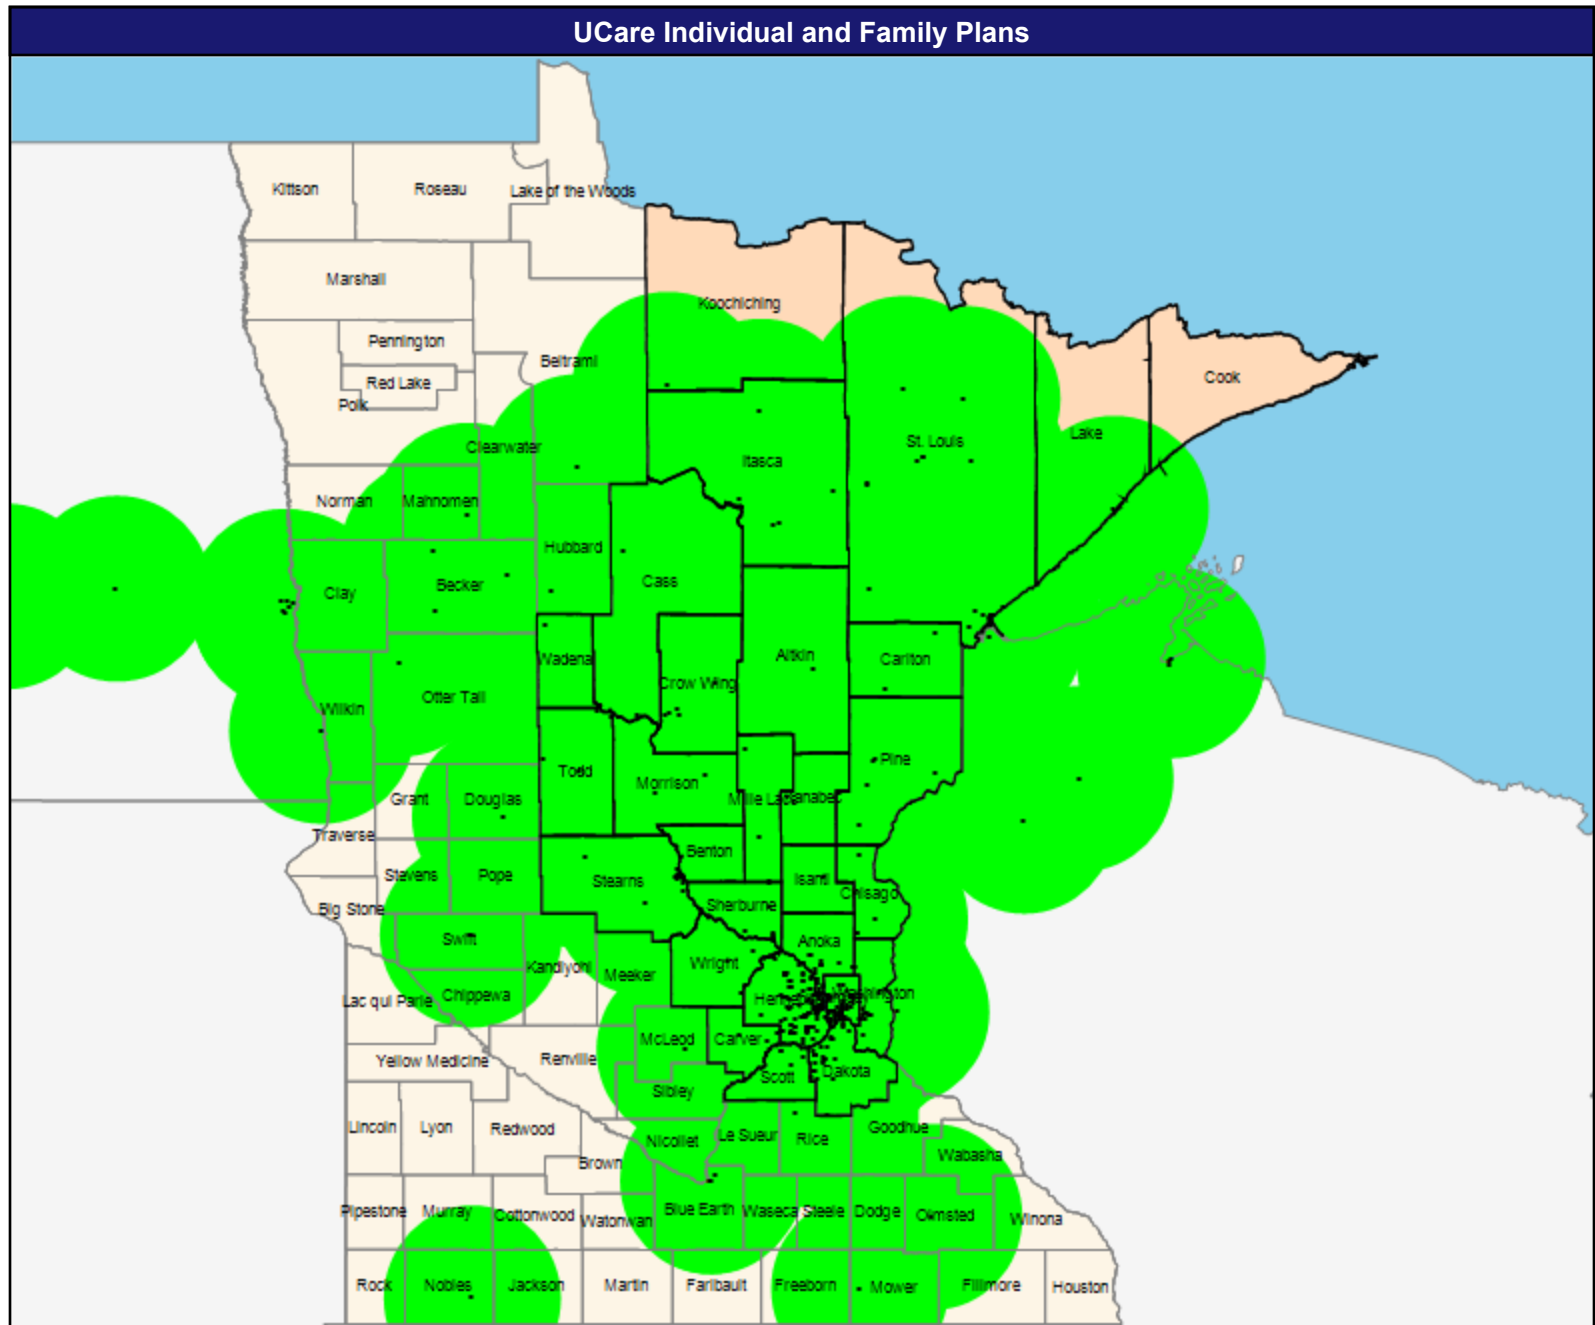 UCare Individual and Family Plans
Kittson
Roseau
Lake of the Woods
Marshall
Koochiching
Pennington
Beltrami
Red Lake
Polk
Cook
Clearwater
Lake
St. Louis
Itasca
Norman
Mahnomen
Hubbard
Cass
Clay
Becker
Wadena
Aitkin
Carlton
Crow Wing
Otter Tail
Wilkin
Pine
Todd
Morrison
Grant
Douglas
Mille Lacs
Kanabec
Traverse
Benton
Stevens
Pope
Stearns
Isanti
Chisago
Big Stone
Sherburne
Swift
Anoka
Kandiyohi
Meeker
Wright
Lac qui Parle
Chippewa
Washington
McLeod
Carver
Yellow Medicine
Renville
Scott
Dakota
Sibley
Lincoln
Lyon
Redwood
Nicollet
Le Sueur
Rice
Goodhue
Brown
Wabasha
Pipestone
Murray
Cottonwood
Watonwan
Blue Earth
Waseca
Steele
Dodge
Olmsted
Winona
Rock
Nobles
Jackson
Martin
Faribault
Freeborn
Mower
Fillmore
Houston